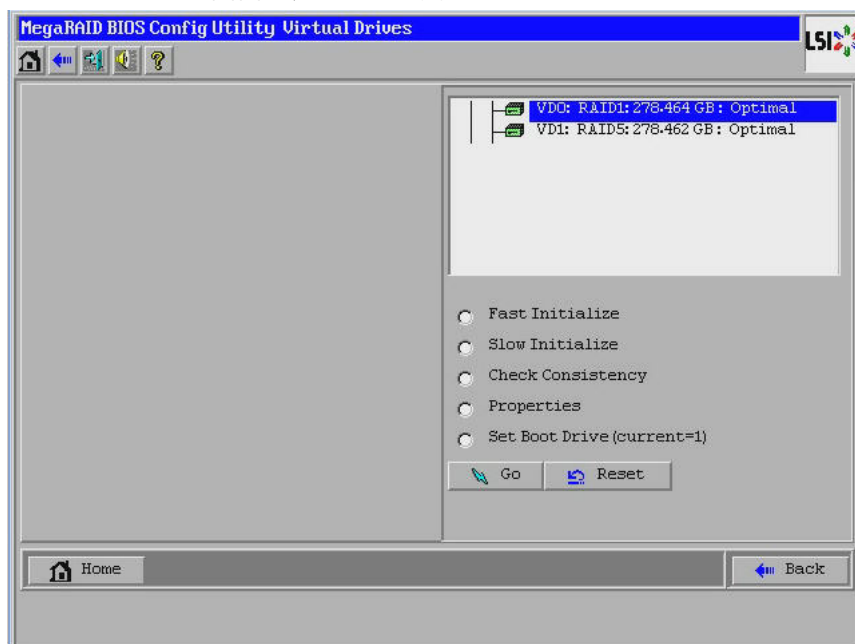 MegaRAID BIOS Config Utility Virtual Drives
LSI
VD0: RAID1: 278.464 GB: Optimal
VD1: RAID5: 278.462 GB: Optimal
Fast Initialize
Slow Initialize
Check Consistency
Properties
Set Boot Drive (current=1)
Go
Reset
Home
Back